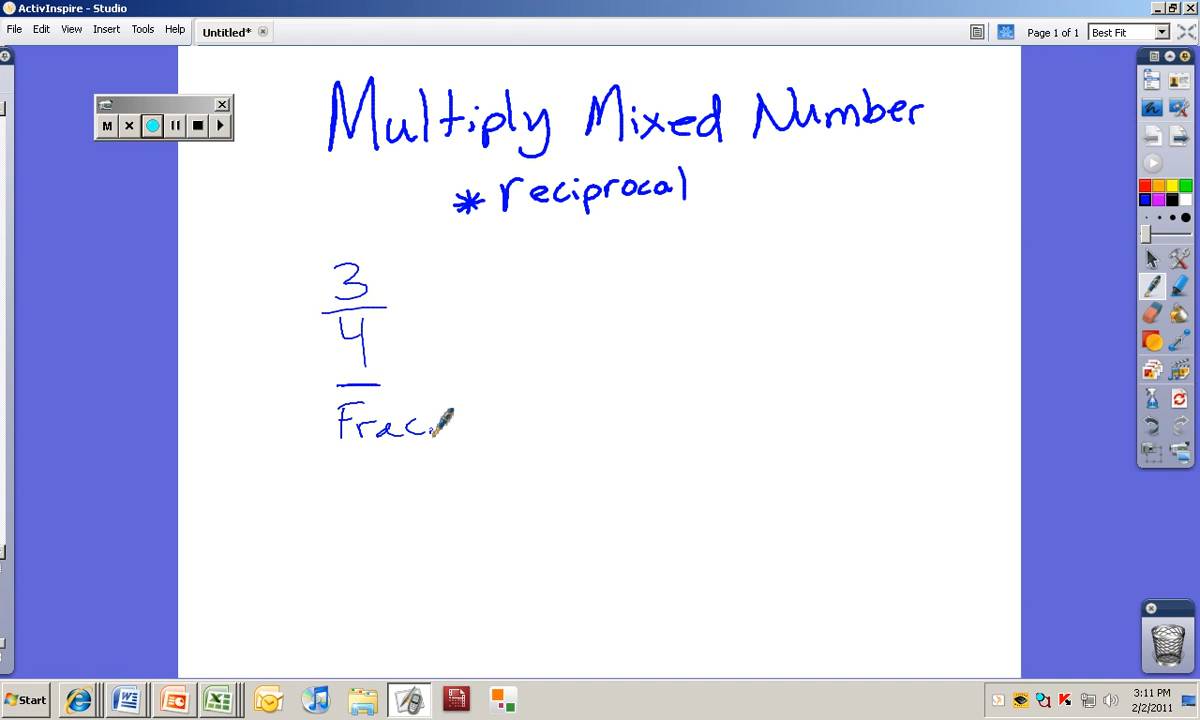 ActivInspire - Studio
File Edit View Insert Tools Help
Untitled*
Page 1 of 1
Best Fit
M
Multiply Mixed Number
* reciprocal
3
4
Frac.
Start
3:11 PM
2/2/2011